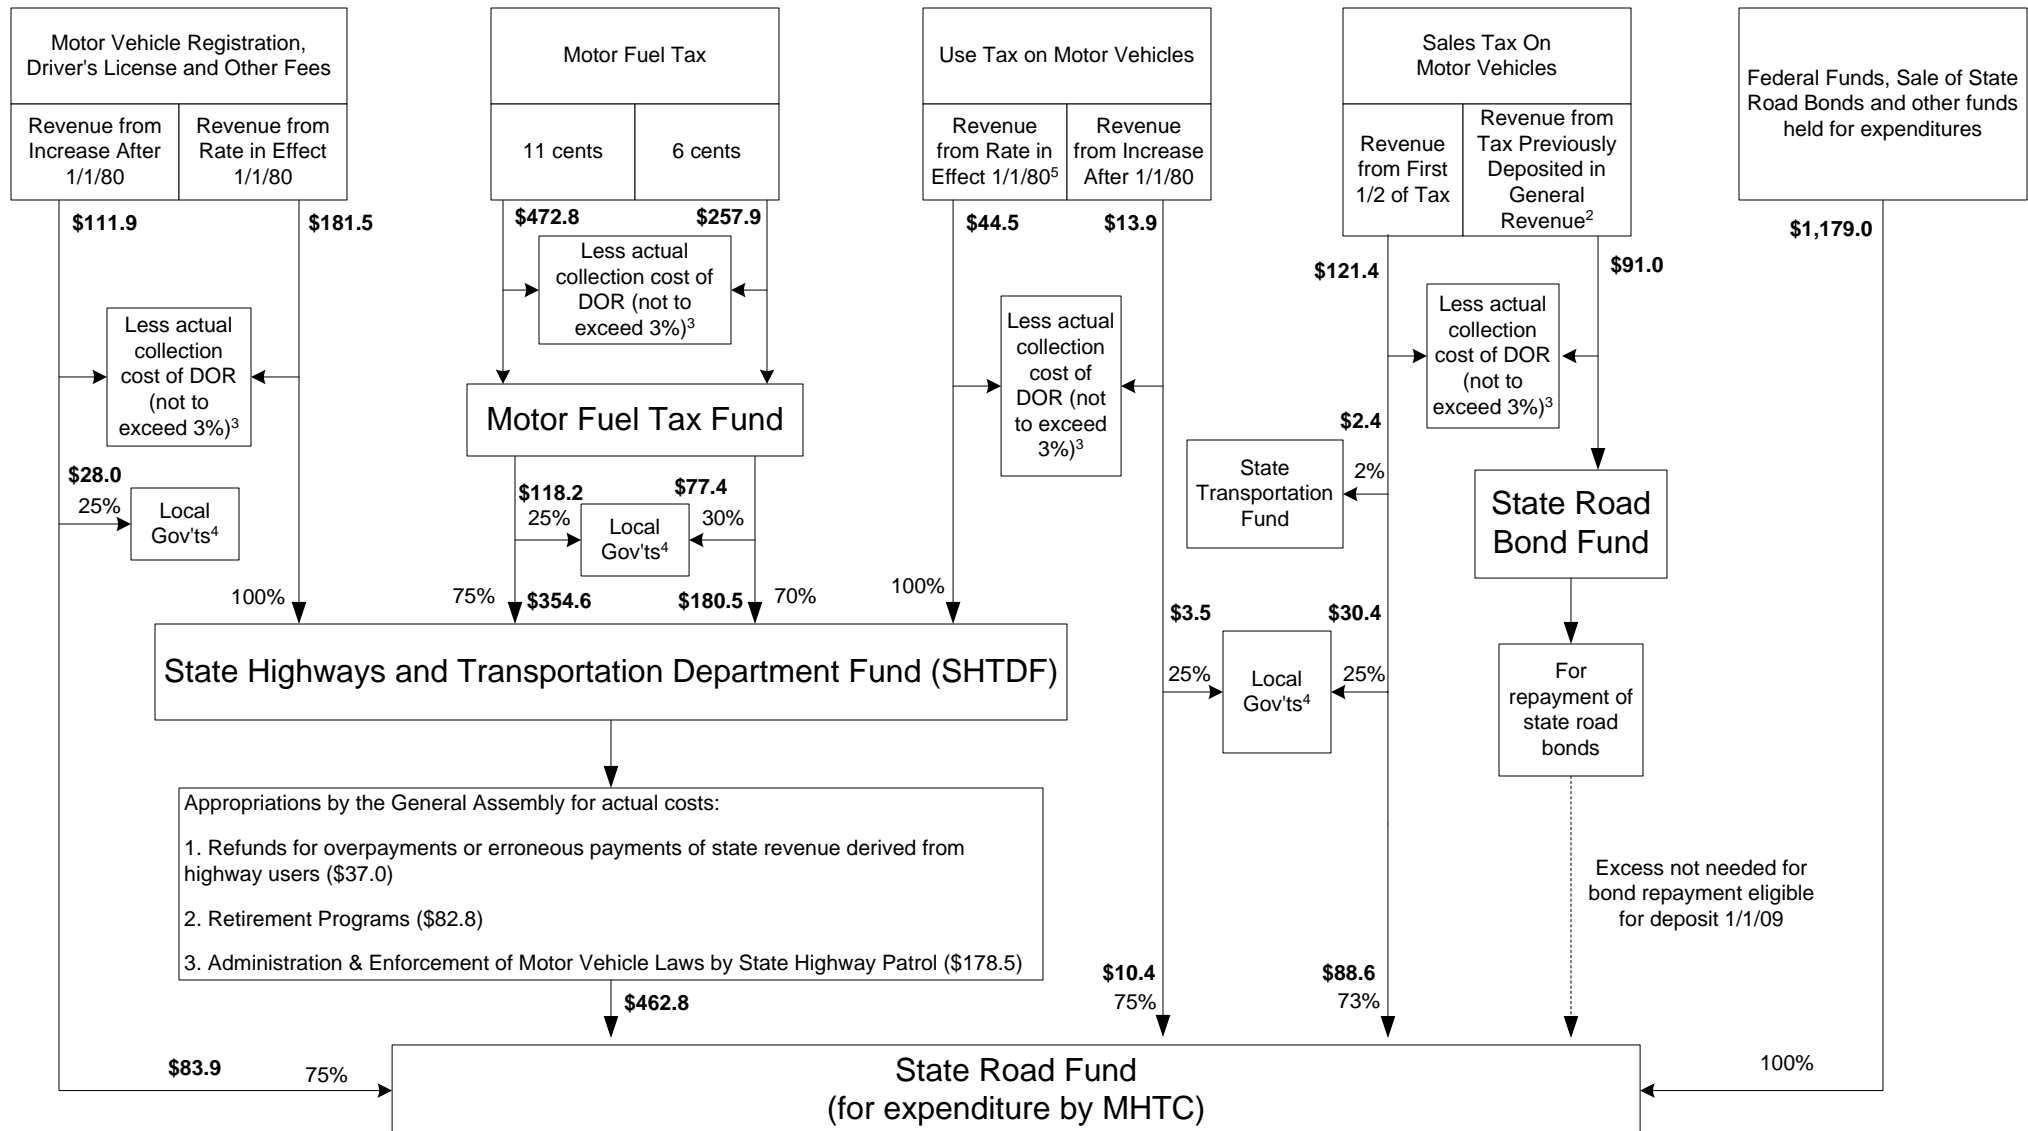 Motor Vehicle Registration,
Driver's License and Other Fees
Revenue from
Increase After
1/1/80
Revenue from
Rate in Effect
1/1/80
Motor Fuel Tax
11 cents
6 cents
Use Tax on Motor Vehicles
Revenue
from Rate in
Effect 1/1/80⁵
Revenue
from Increase
After 1/1/80
Sales Tax On
Motor Vehicles
Revenue
from First
1/2 of Tax
Revenue from
Tax Previously
Deposited in
General
Revenue²
Federal Funds, Sale of State
Road Bonds and other funds
held for expenditures
$111.9
$181.5
$472.8
$257.9
$44.5
$13.9
$121.4
$91.0
$1,179.0
Less actual
collection
cost of DOR
(not to
exceed 3%)³
Less actual
collection cost of
DOR (not to
exceed 3%)³
Less actual
collection
cost of
DOR (not
to exceed
3%)³
Less actual
collection
cost of DOR
(not to
exceed 3%)³
Motor Fuel Tax Fund
$28.0
25%
Local
Gov'ts⁴
$118.2
25%
Local
Gov'ts⁴
$77.4
30%
$2.4
2%
State
Transportation
Fund
State Road
Bond Fund
100%
75%
$354.6
$180.5
70%
100%
$3.5
25%
Local
Gov'ts⁴
$30.4
25%
For
repayment of
state road
bonds
State Highways and Transportation Department Fund (SHTDF)
Appropriations by the General Assembly for actual costs:
1. Refunds for overpayments or erroneous payments of state revenue derived from
highway users ($37.0)
2. Retirement Programs ($82.8)
3. Administration & Enforcement of Motor Vehicle Laws by State Highway Patrol ($178.5)
Excess not needed for
bond repayment eligible
for deposit 1/1/09
$462.8
$10.4
75%
$88.6
73%
$83.9
75%
100%
State Road Fund
(for expenditure by MHTC)